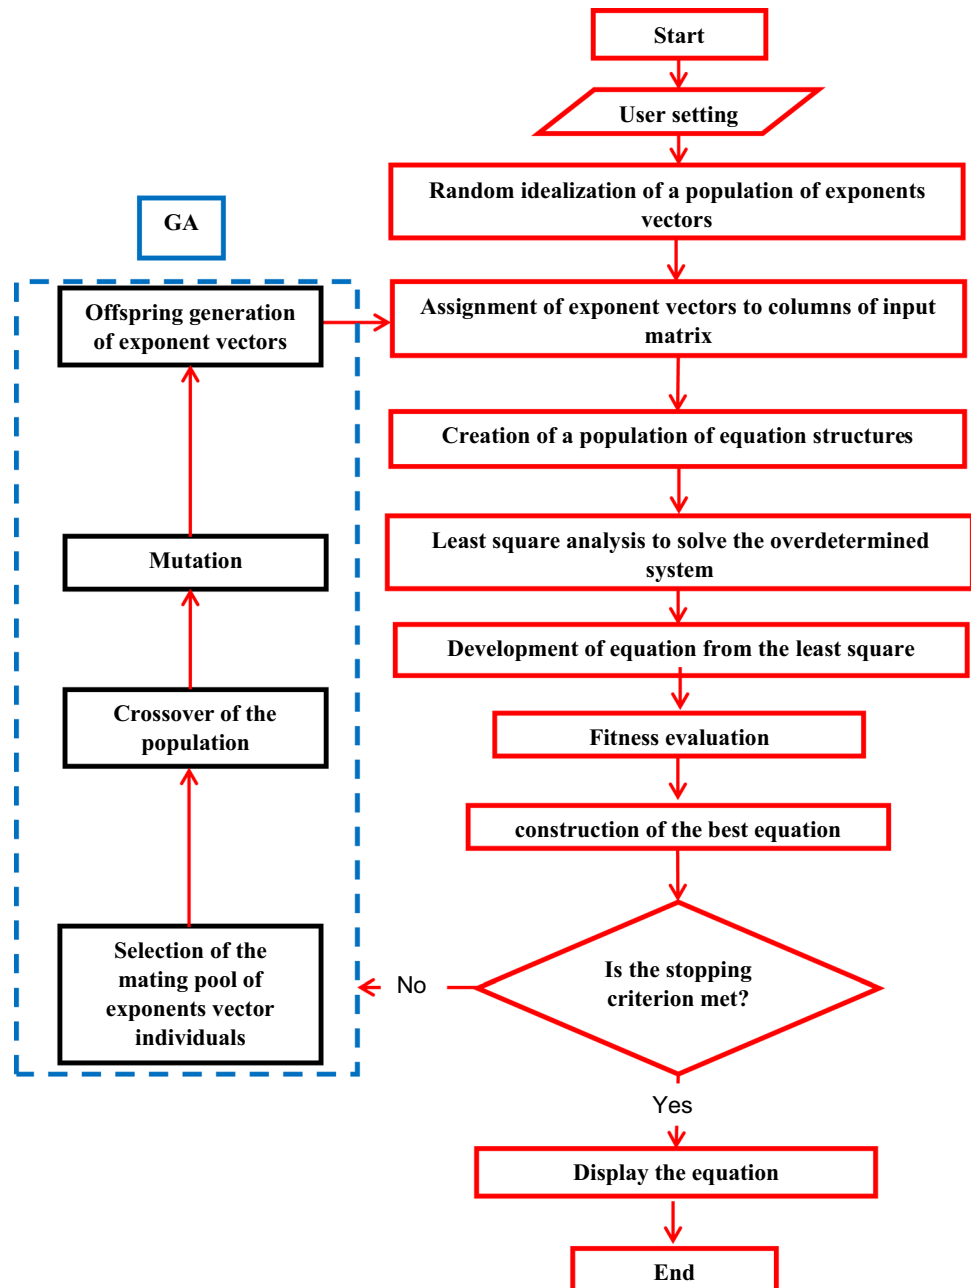 Start
User setting
Random idealization of a population of exponents
vectors
GA
Offspring generation
of exponent vectors
Assignment of exponent vectors to columns of input
matrix
Creation of a population of equation structures
Mutation
Least square analysis to solve the overdetermined
system
Development of equation from the least square
Crossover of the
population
Fitness evaluation
construction of the best equation
Selection of the
mating pool of
exponents vector
individuals
No
Is the stopping
criterion met?
Yes
Display the equation
End